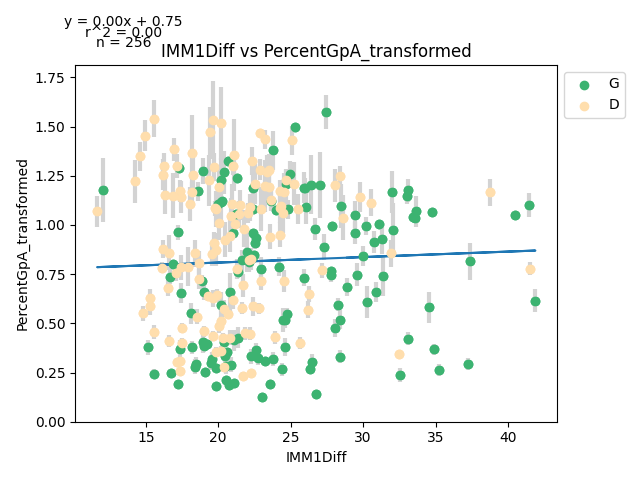 y = 0.00x + 0.75
r^2 = 0.00
n = 256
IMM1Diff vs PercentGpA_transformed
PercentGpA_transformed
1.75
1.50
1.25
1.00
0.75
0.50
0.25
0.00
15 20 25 30 35 40
IMM1Diff
G
D